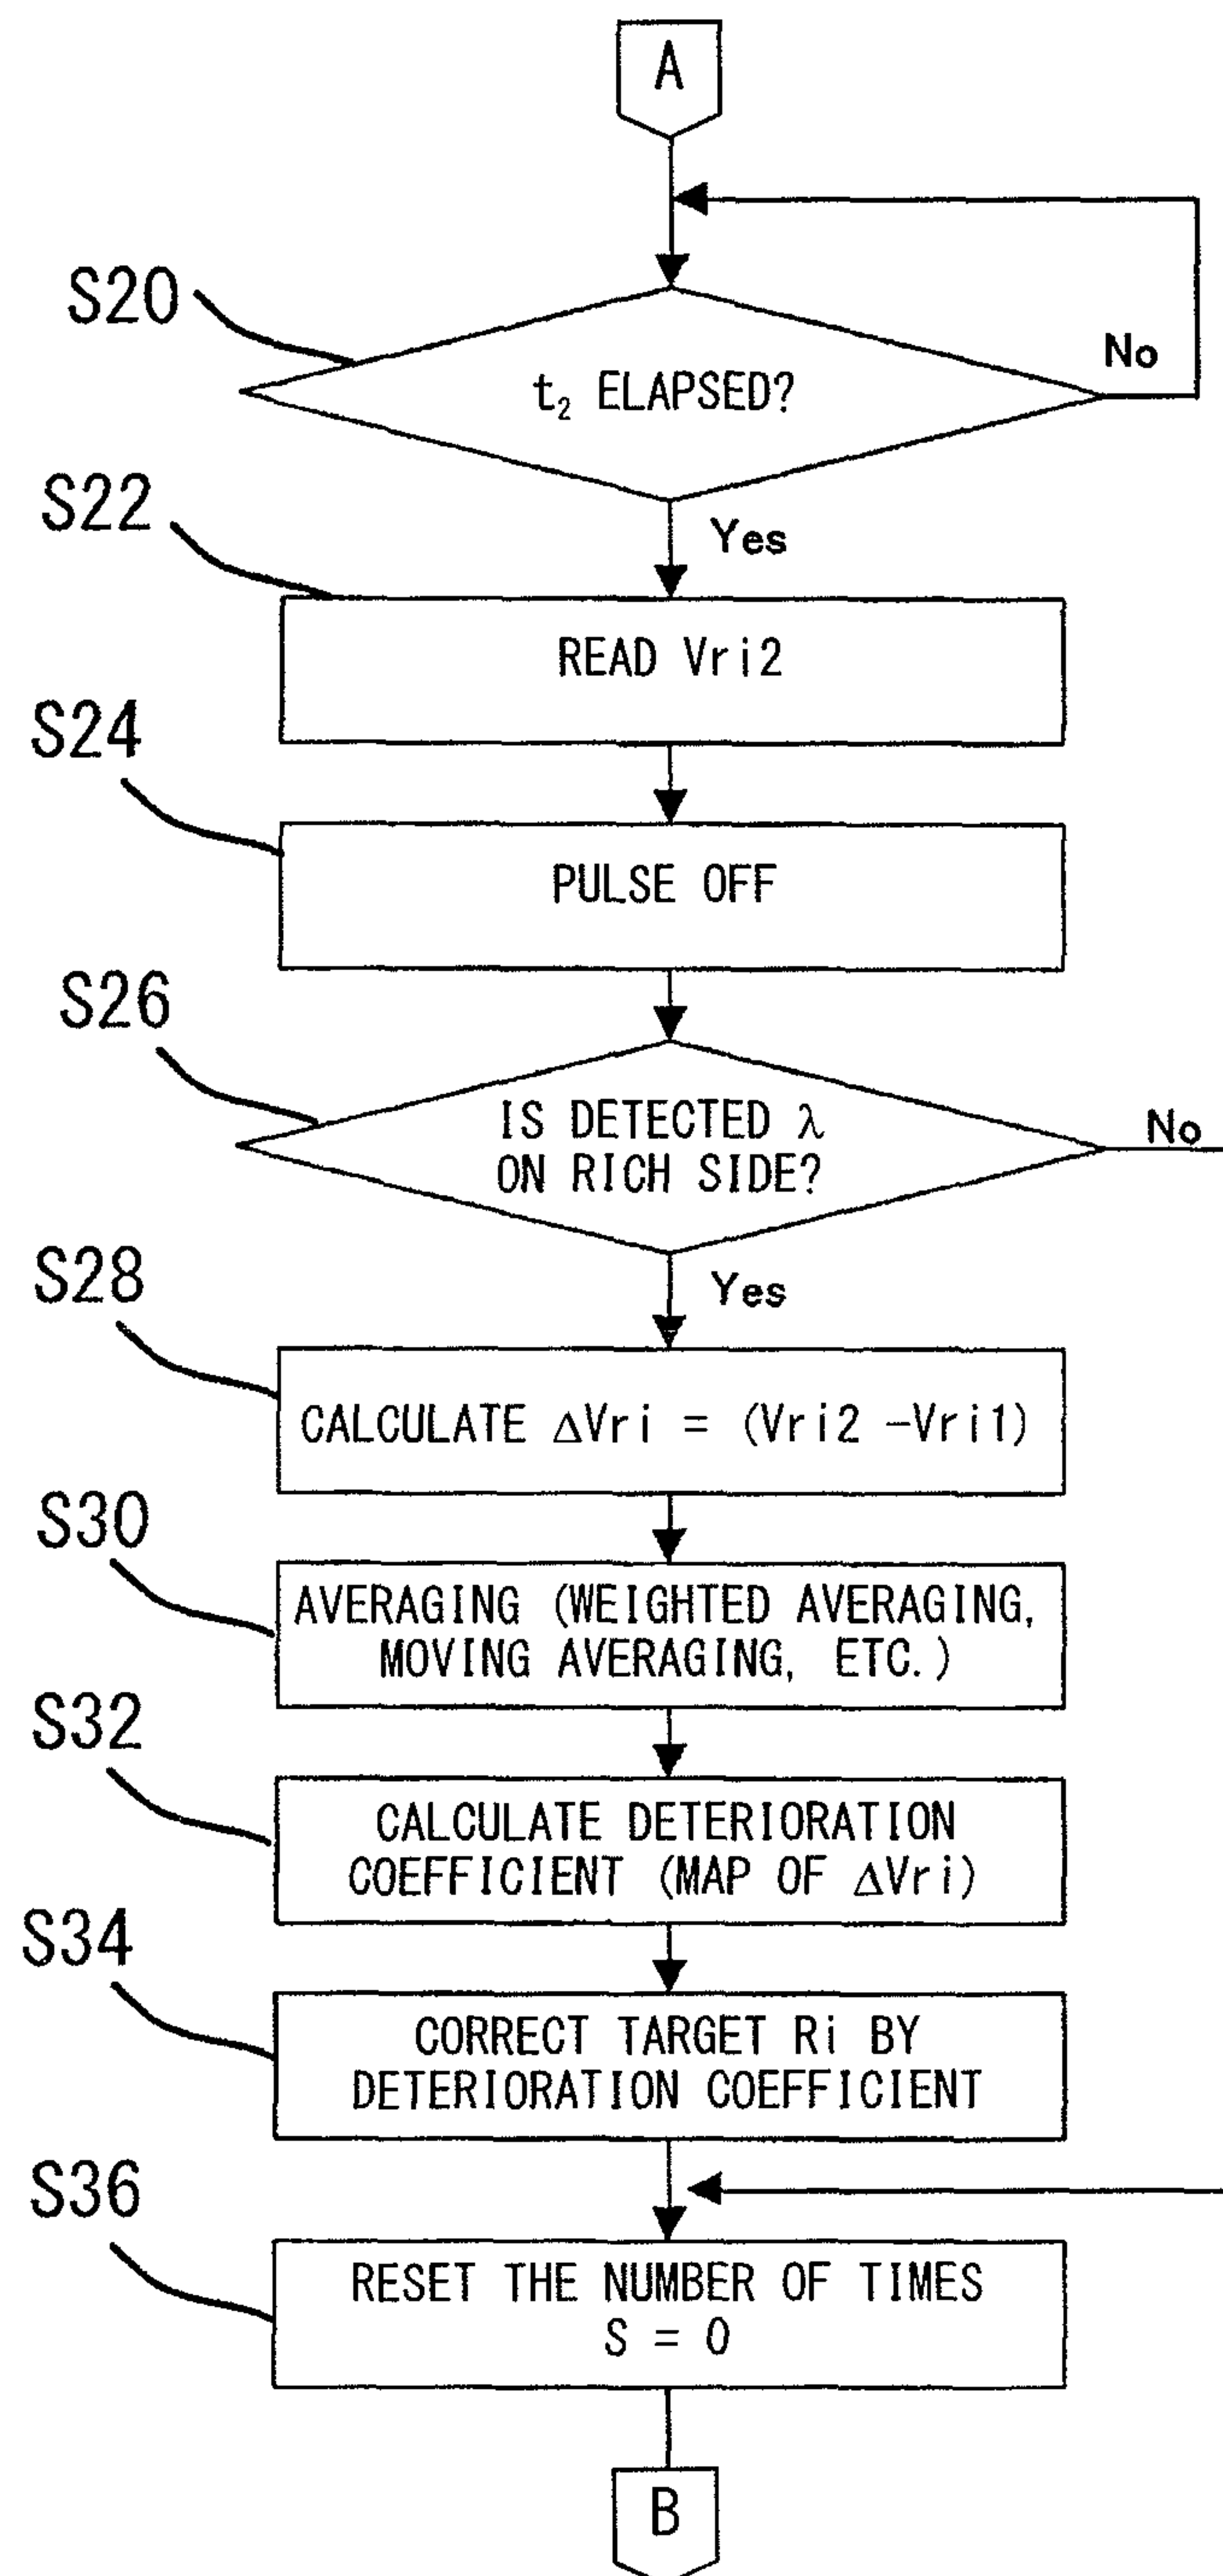 A
S20
t₂ ELAPSED?
No
Yes
S22
READ Vri2
S24
PULSE OFF
S26
IS DETECTED λ
ON RICH SIDE?
No
Yes
S28
CALCULATE ΔVri = (Vri2 -Vri1)
S30
AVERAGING (WEIGHTED AVERAGING,
MOVING AVERAGING, ETC.)
S32
CALCULATE DETERIORATION
COEFFICIENT (MAP OF ΔVri)
S34
CORRECT TARGET Ri BY
DETERIORATION COEFFICIENT
S36
RESET THE NUMBER OF TIMES
S = 0
B